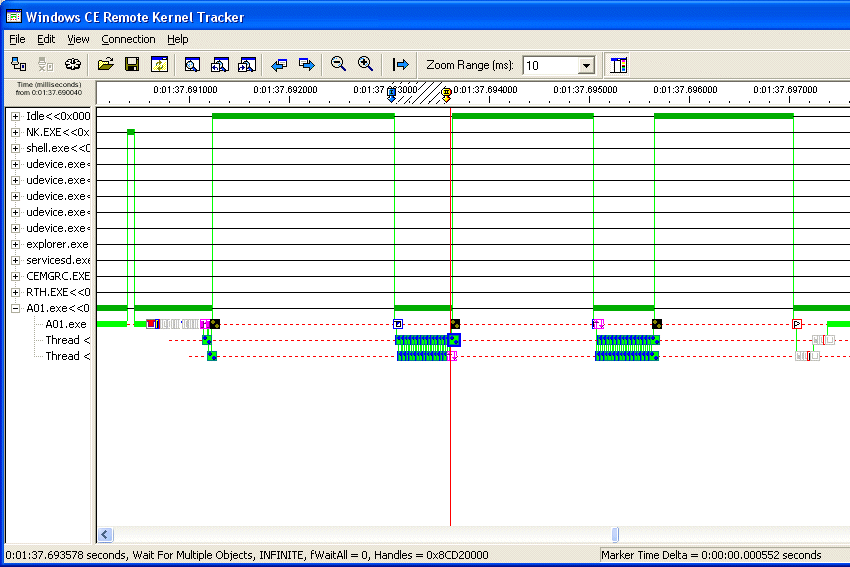 Windows CE Remote Kernel Tracker
File Edit View Connection Help
Zoom Range (ms): 10
Time (milliseconds)
from 0:01:37.690040
0:01:37.691000 0:01:37.692000 0:01:37.693000 0:01:37.694000 0:01:37.695000 0:01:37.696000 0:01:37.697000
Idle<<0x000
NK.EXE<<0x
shell.exe<<0
udevice.exe<
udevice.exe<
udevice.exe<
udevice.exe<
udevice.exe<
explorer.exe
servicesd.exe
CEMGRC.EXE
RTH.EXE<<0
A01.exe<<0
A01.exe
Thread <
Thread <
0:01:37.693578 seconds, Wait For Multiple Objects, INFINITE, fWaitAll = 0, Handles = 0x8CD20000
Marker Time Delta = 0:00:00.000552 seconds